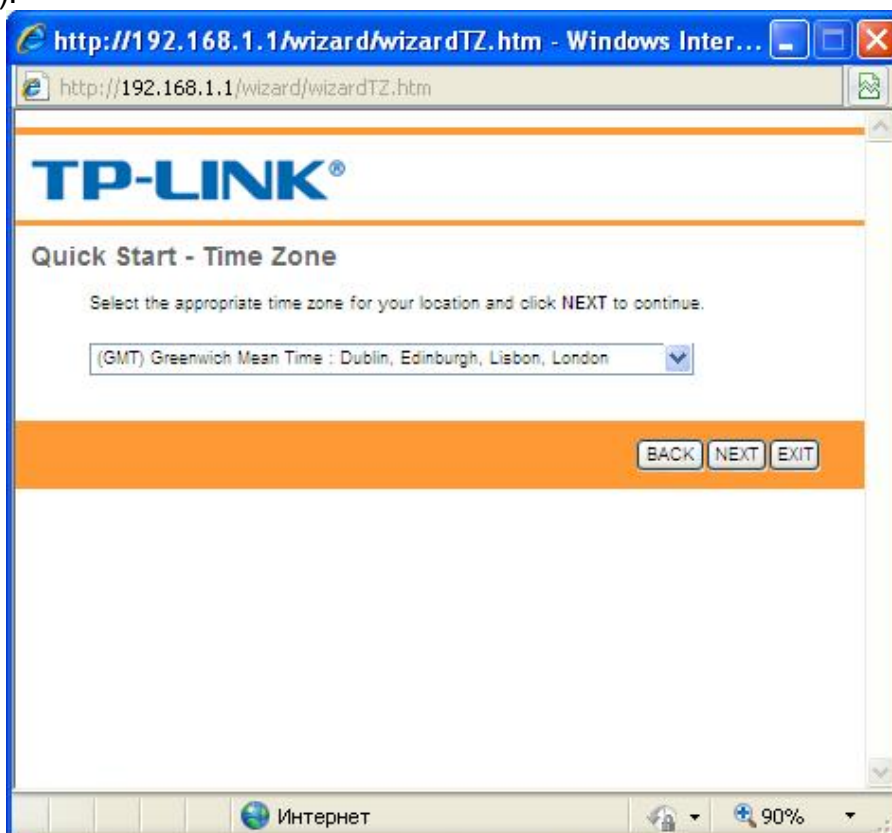 ).
http://192.168.1.1/wizard/wizardTZ.htm - Windows Inter...
http://192.168.1.1/wizard/wizardTZ.htm
TP-LINK®
Quick Start - Time Zone
Select the appropriate time zone for your location and click NEXT to continue.
(GMT) Greenwich Mean Time : Dublin, Edinburgh, Lisbon, London
BACK NEXT EXIT
Интернет 90%